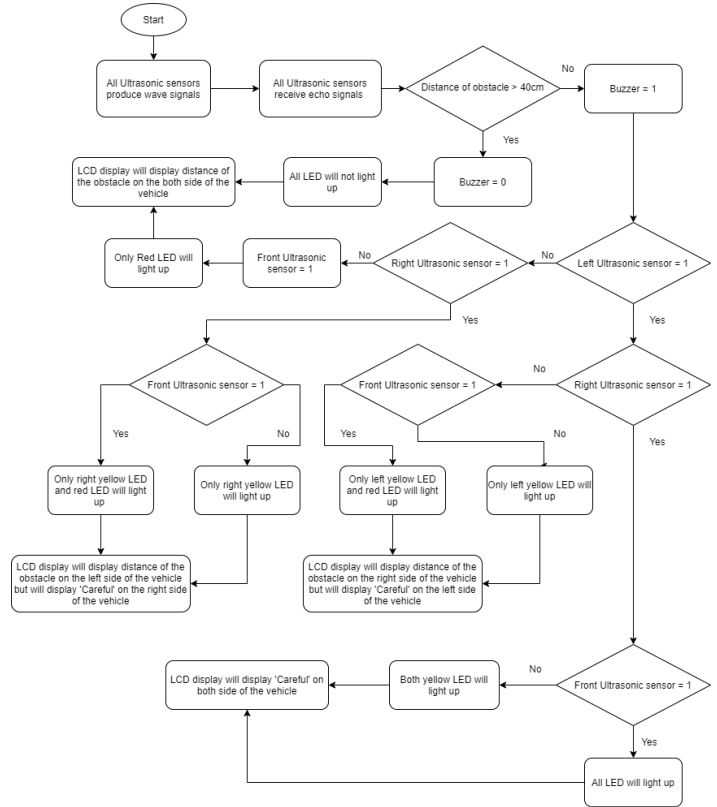 Start
All Ultrasonic sensors
produce wave signals
All Ultrasonic sensors
receive echo signals
Distance of obstacle > 40cm
No
Buzzer = 1
Yes
LCD display will display distance of
the obstacle on the both side of the
vehicle
All LED will not light
up
Buzzer = 0
Only Red LED will
light up
Front Ultrasonic
sensor = 1
No
Right Ultrasonic sensor = 1
No
Left Ultrasonic sensor = 1
Yes
Yes
Front Ultrasonic sensor = 1
Front Ultrasonic sensor = 1
No
Right Ultrasonic sensor = 1
Yes
No
Yes
No
Yes
Only right yellow LED
and red LED will light
up
Only right yellow LED
will light up
Only left yellow LED
and red LED will light
up
Only left yellow LED will
light up
LCD display will display distance of the
obstacle on the left side of the vehicle
but will display 'Careful' on the right side
of the vehicle
LCD display will display distance of the
obstacle on the right side of the vehicle
but will display 'Careful' on the left side
of the vehicle
LCD display will display 'Careful' on
both side of the vehicle
Both yellow LED will
light up
No
Front Ultrasonic sensor = 1
Yes
All LED will light up